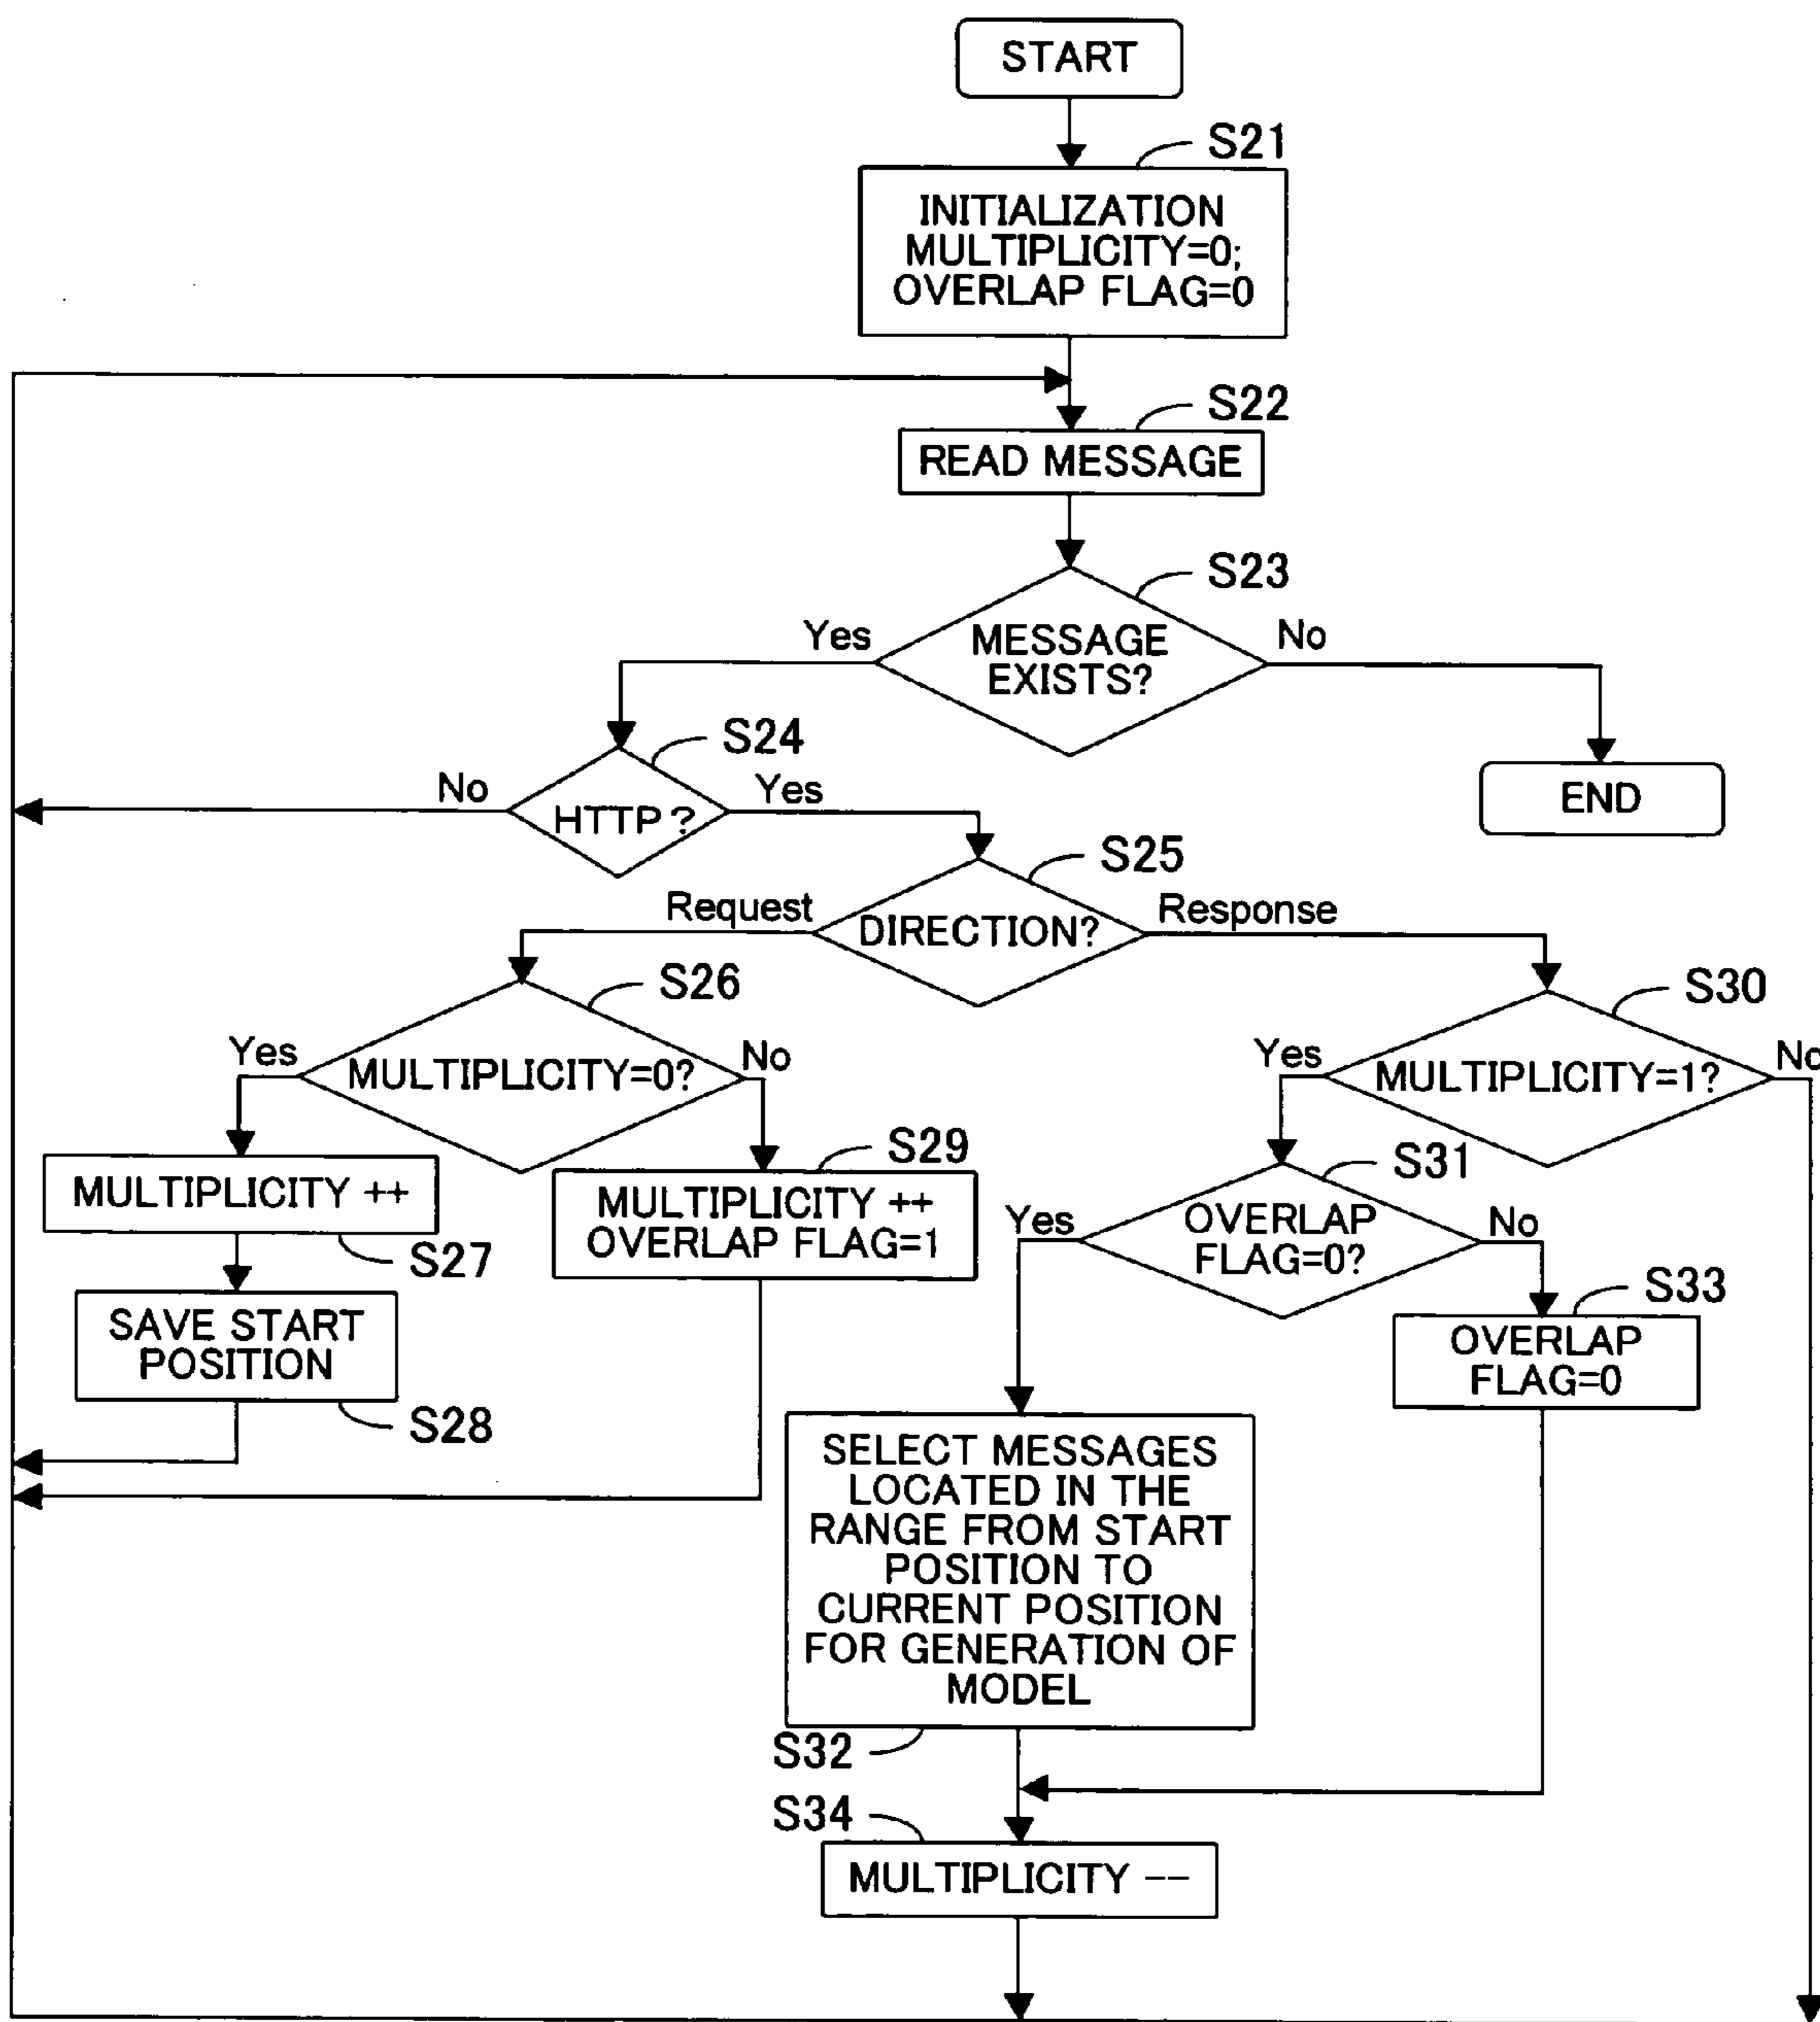 START
S21
INITIALIZATION
MULTIPLICITY=0;
OVERLAP FLAG=0
S22
READ MESSAGE
S23
MESSAGE
EXISTS?
Yes
No
S24
HTTP?
No
Yes
END
S25
DIRECTION?
Request
Response
S26
MULTIPLICITY=0?
Yes
No
S30
MULTIPLICITY=1?
Yes
No
MULTIPLICITY ++
S27
S29
MULTIPLICITY ++
OVERLAP FLAG=1
S31
OVERLAP
FLAG=0?
Yes
No
SAVE START
POSITION
S28
S33
OVERLAP
FLAG=0
SELECT MESSAGES
LOCATED IN THE
RANGE FROM START
POSITION TO
CURRENT POSITION
FOR GENERATION OF
MODEL
S32
S34
MULTIPLICITY --